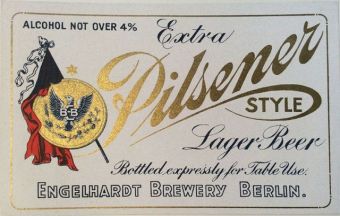 ALCOHOL NOT OVER 4%
Extra
Pilsener
STYLE
Lager Beer
Bottled expressly for Table Use.
ENGELHARDT BREWERY BERLIN.